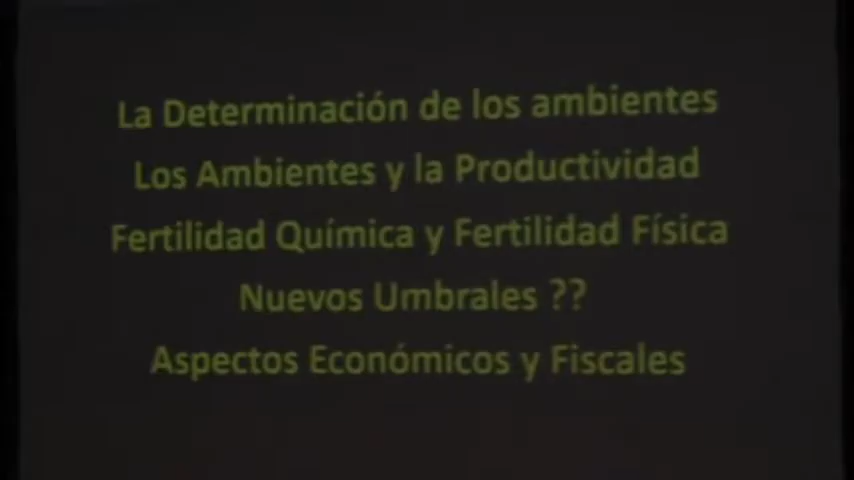 La Determinación de los ambientes
Los Ambientes y la Productividad
Fertilidad Química y Fertilidad Física
Nuevos Umbrales ??
Aspectos Económicos y Fiscales